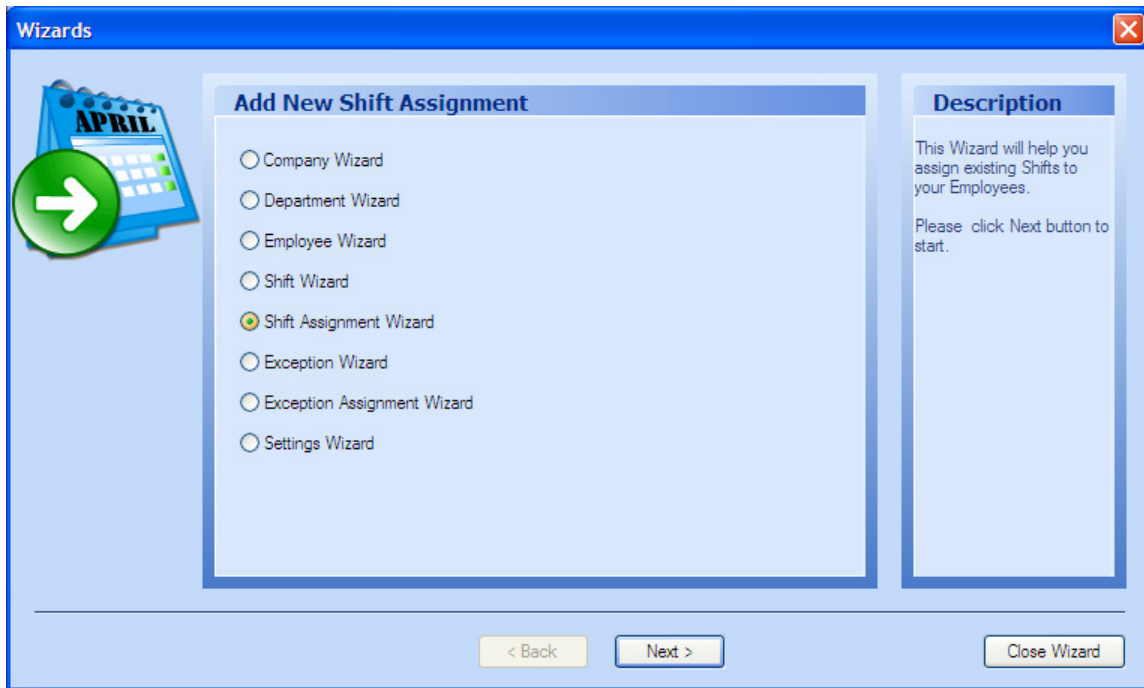 Wizards
APRIL
Add New Shift Assignment
Company Wizard
Department Wizard
Employee Wizard
Shift Wizard
Shift Assignment Wizard
Exception Wizard
Exception Assignment Wizard
Settings Wizard
Description
This Wizard will help you
assign existing Shifts to
your Employees.
Please click Next button to
start.
< Back
Next >
Close Wizard